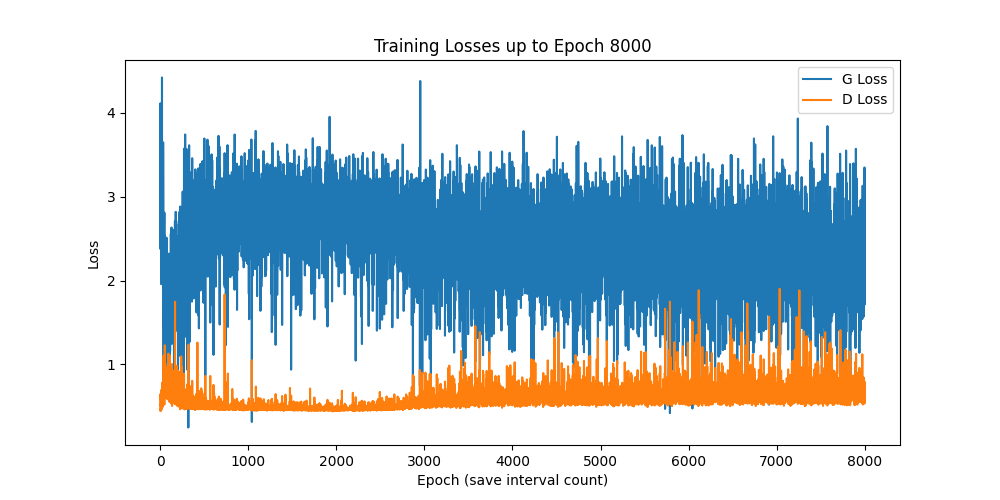 Training Losses up to Epoch 8000
G Loss
D Loss
4
3
2
1
Loss
0 1000 2000 3000 4000 5000 6000 7000 8000
Epoch (save interval count)